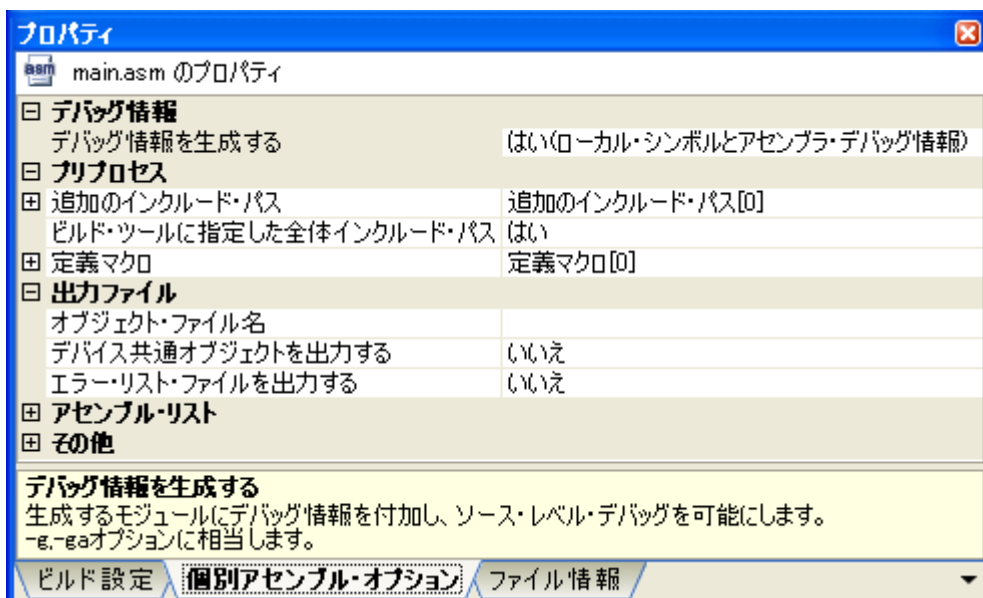 プロパティ
asm main.asm のプロパティ
デバッグ情報
デバッグ情報を生成する はい(ローカル・シンボルとアセンブラ・デバッグ情報)
プリプロセス
追加のインクルード・パス 追加のインクルード・パス[0]
ビルド・ツールに指定した全体インクルード・パス はい
定義マクロ 定義マクロ[0]
出力ファイル
オブジェクト・ファイル名
デバイス共通オブジェクトを出力する いいえ
エラー・リスト・ファイルを出力する いいえ
アセンブル・リスト
その他
デバッグ情報を生成する
生成するモジュールにデバッグ情報を付加し、ソース・レベル・デバッグを可能にします。
-g,-gaオプションに相当します。
ビルド設定 個別アセンブル・オプション ファイル情報